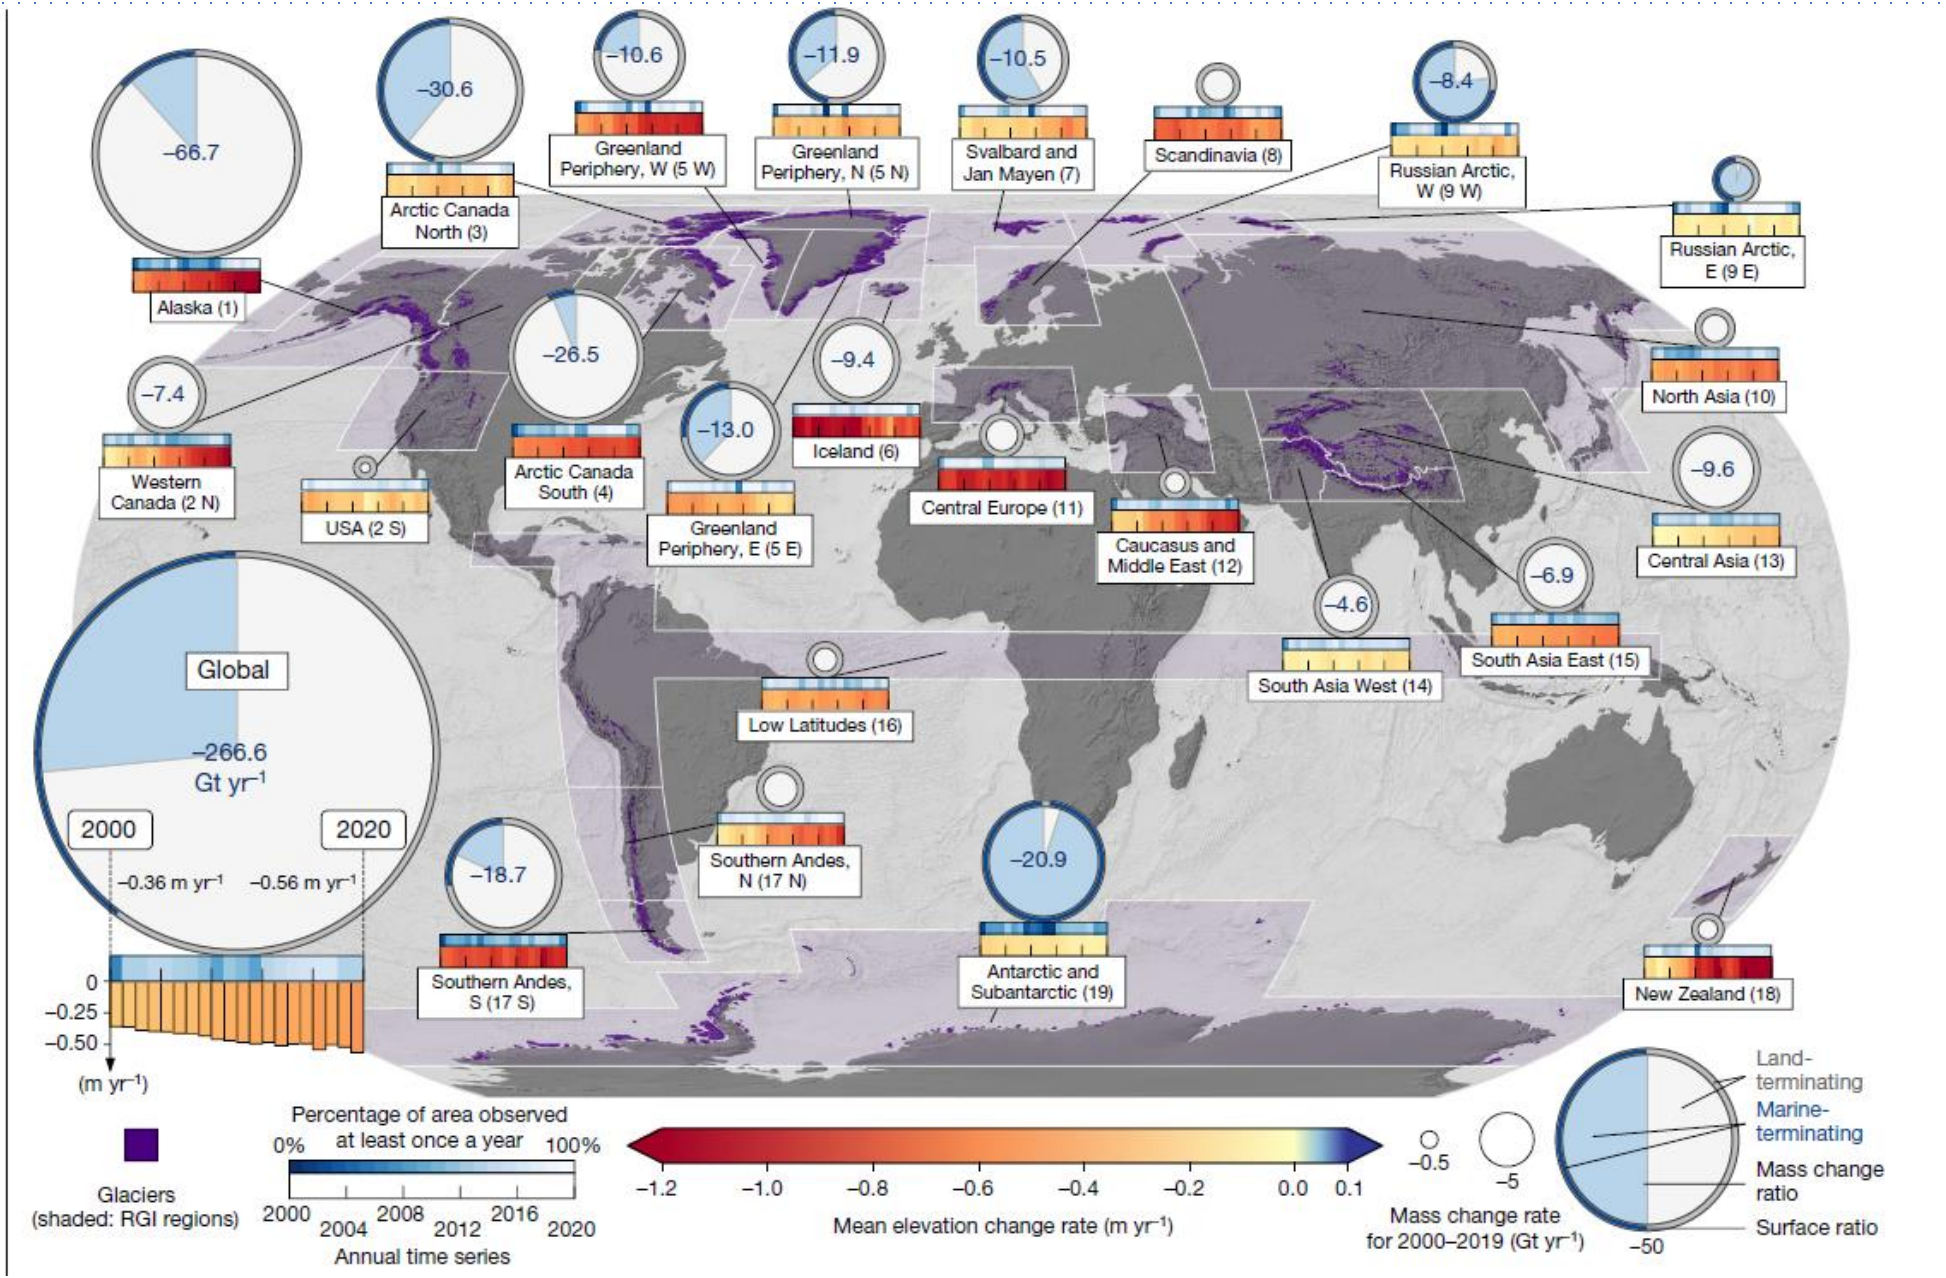 −66.7
Alaska (1)
−30.6
Arctic Canada
North (3)
−10.6
Greenland
Periphery, W (5 W)
−11.9
Greenland
Periphery, N (5 N)
−10.5
Svalbard and
Jan Mayen (7)
Scandinavia (8)
−8.4
Russian Arctic,
W (9 W)
Russian Arctic,
E (9 E)
−7.4
Western
Canada (2 N)
USA (2 S)
−26.5
Arctic Canada
South (4)
−13.0
Greenland
Periphery, E (5 E)
−9.4
Iceland (6)
Central Europe (11)
Caucasus and
Middle East (12)
North Asia (10)
−9.6
Central Asia (13)
−4.6
South Asia West (14)
−6.9
South Asia East (15)
Low Latitudes (16)
Southern Andes,
N (17 N)
−18.7
Southern Andes,
S (17 S)
−20.9
Antarctic and
Subantarctic (19)
New Zealand (18)
Global
−266.6
Gt yr−1
2000
2020
−0.36 m yr−1
−0.56 m yr−1
0
−0.25
−0.50
(m yr−1)
Glaciers
(shaded: RGI regions)
Percentage of area observed
0% at least once a year 100%
2000 2008 2016
2004 2012 2020
Annual time series
−1.2 −1.0 −0.8 −0.6 −0.4 −0.2 0.0 0.1
Mean elevation change rate (m yr−1)
−0.5
−5
−50
Mass change rate
for 2000–2019 (Gt yr−1)
Land-
terminating
Marine-
terminating
Mass change
ratio
Surface ratio